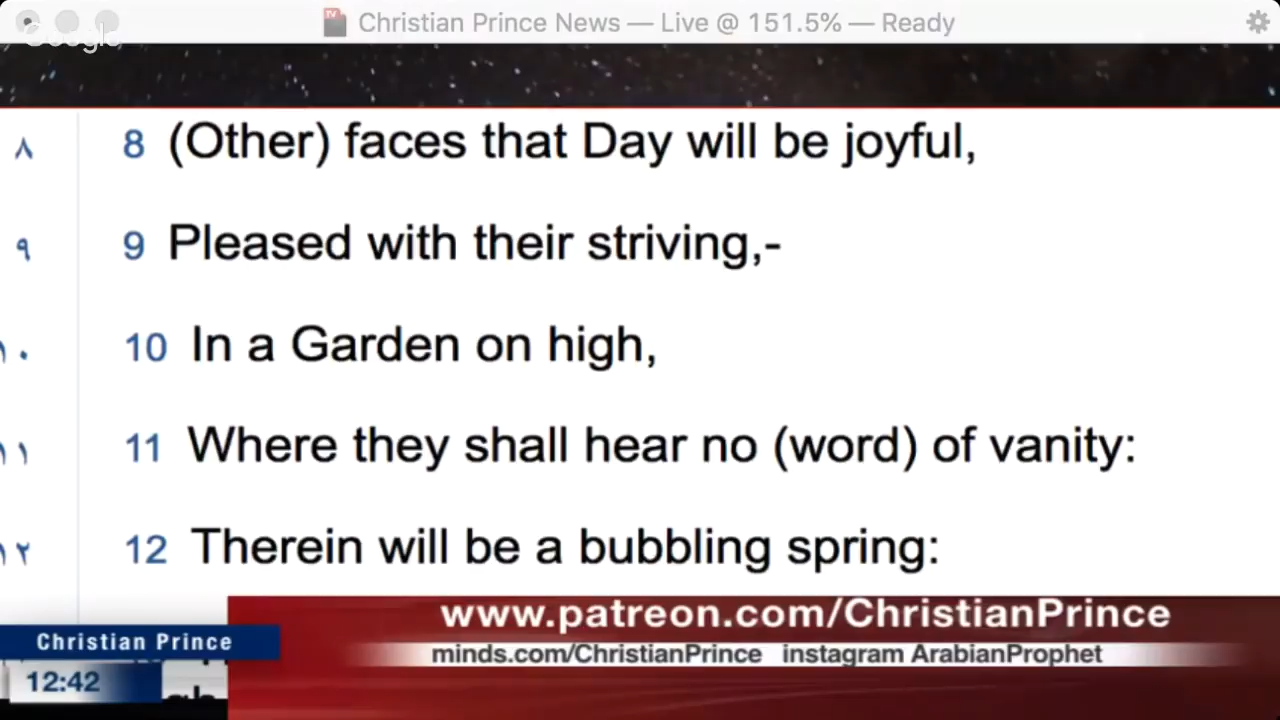 Christian Prince News — Live @ 151.5% — Ready
Google
٨ 8 (Other) faces that Day will be joyful,
٩ 9 Pleased with their striving,-
١٠ 10 In a Garden on high,
١١ 11 Where they shall hear no (word) of vanity:
١٢ 12 Therein will be a bubbling spring:
www.patreon.com/ChristianPrince
Christian Prince
minds.com/ChristianPrince instagram ArabianProphet
12:42